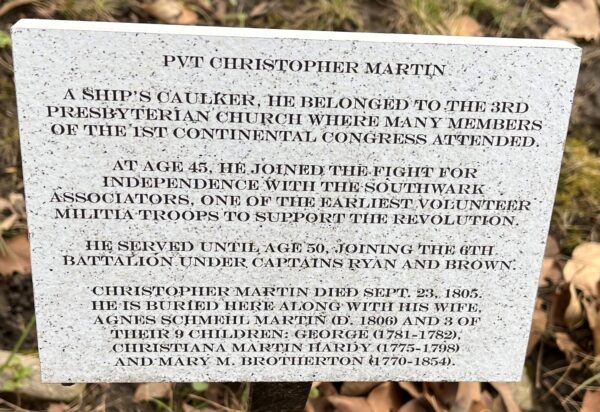 PVT CHRISTOPHER MARTIN
A SHIP'S CAULKER, HE BELONGED TO THE 3RD
PRESBYTERIAN CHURCH WHERE MANY MEMBERS
OF THE 1ST CONTINENTAL CONGRESS ATTENDED.
AT AGE 45, HE JOINED THE FIGHT FOR
INDEPENDENCE WITH THE SOUTHWARK
ASSOCIATORS, ONE OF THE EARLIEST VOLUNTEER
MILITIA TROOPS TO SUPPORT THE REVOLUTION.
HE SERVED UNTIL AGE 50, JOINING THE 6TH
BATTALION UNDER CAPTAINS RYAN AND BROWN.
CHRISTOPHER MARTIN DIED SEPT. 23, 1805.
HE IS BURIED HERE ALONG WITH HIS WIFE,
AGNES SCHMEHL MARTIN (D. 1806) AND 3 OF
THEIR 9 CHILDREN: GEORGE (1781-1782),
CHRISTIANA MARTIN HARDY (1775-1798)
AND MARY M. BROTHERTON (1770-1854).